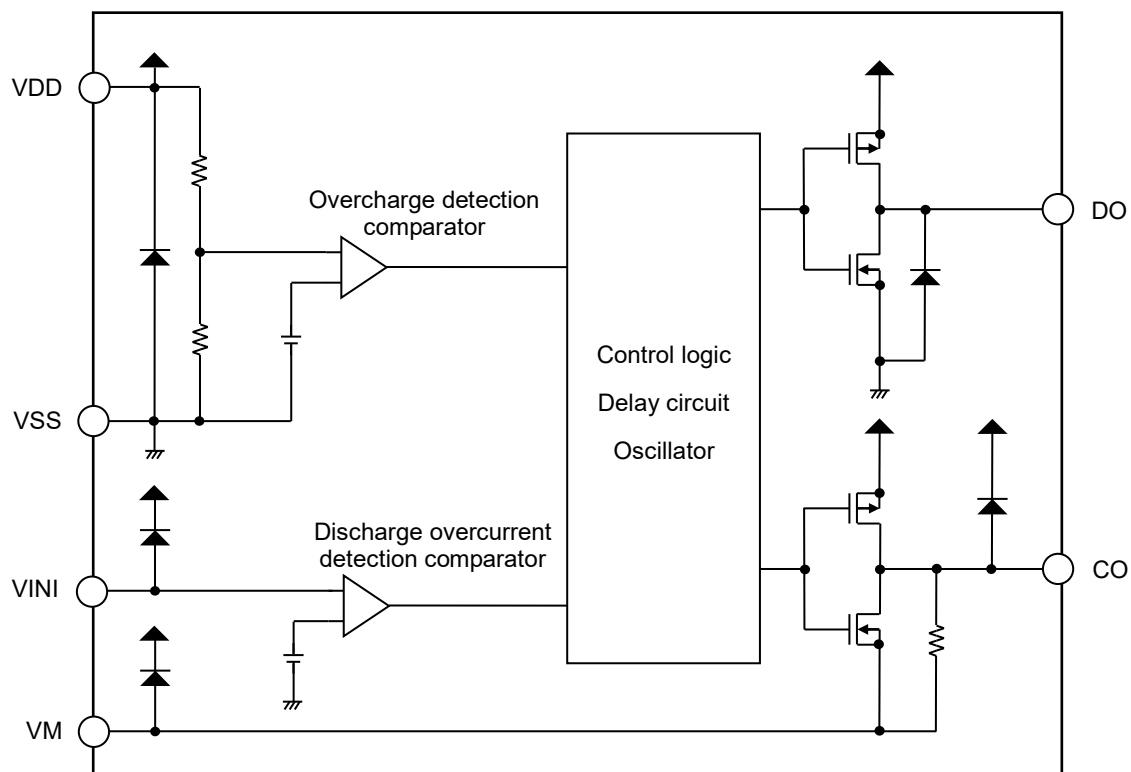 VDD
Overcharge detection
comparator
DO
Control logic
Delay circuit
Oscillator
VSS
Discharge overcurrent
detection comparator
VINI
CO
VM